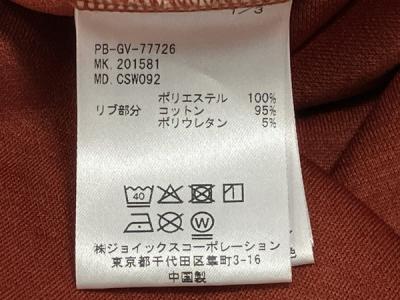 1/3
PB-GV-77726
MK. 201581
MD. CSW092
ポリエステル 100%
リブ部分 コットン 95%
ポリウレタン 5%
40
W
㈱ジョイックスコーポレーション
東京都千代田区隼町3-16
中国製
色